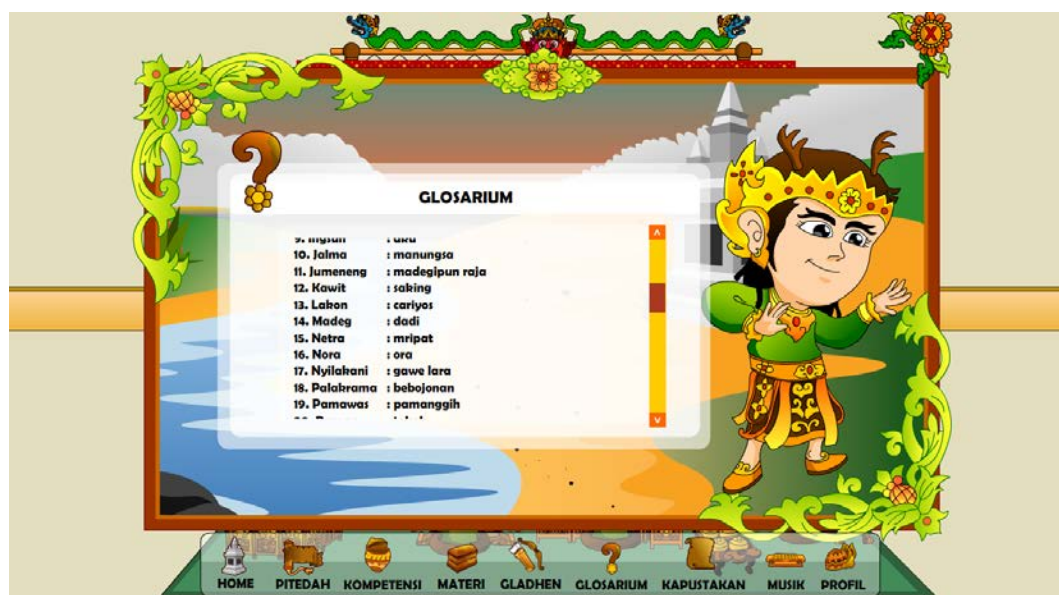 GLOSARIUM
10. Jalma : manungsa
11. Jumeneng : madegipun raja
12. Kawit : saking
13. Lakon : cariyos
14. Madeg : dadi
15. Netra : mripat
16. Nora : ora
17. Nyilakani : gawe lara
18. Palakrama : bebojonan
19. Pamawas : pamanggih
HOME PITEDAH KOMPETENSI MATERI GLADHEN GLOSARIUM KAPUSTAKAN MUSIK PROFIL